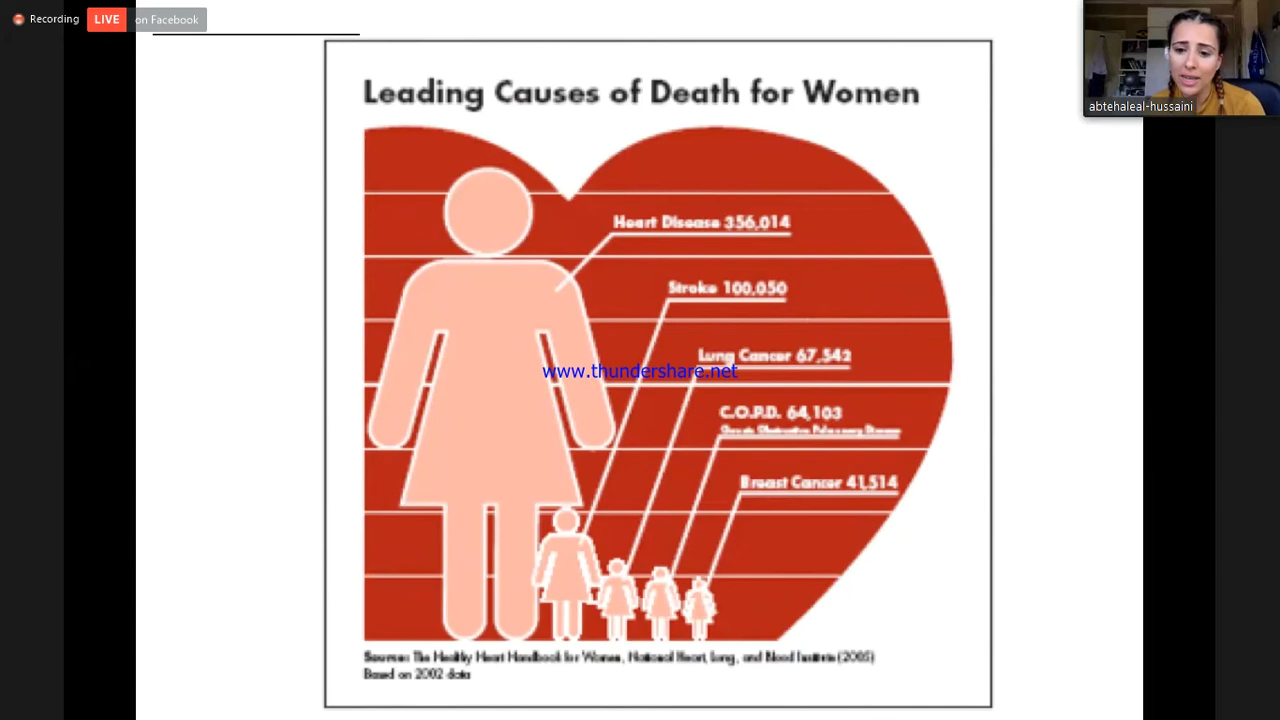 Recording
LIVE on Facebook
abtehaleal-hussaini
Leading Causes of Death for Women
Heart Disease 356,014
Stroke 100,050
Lung Cancer 67,542
www.thundershare.net
C.O.P.D. 64,103
Obstructive Pulmonary Disease
Breast Cancer 41,514
Source: The Healthy Heart Handbook for Women, National Heart, Lung, and Blood Institute (2005)
Based on 2002 data